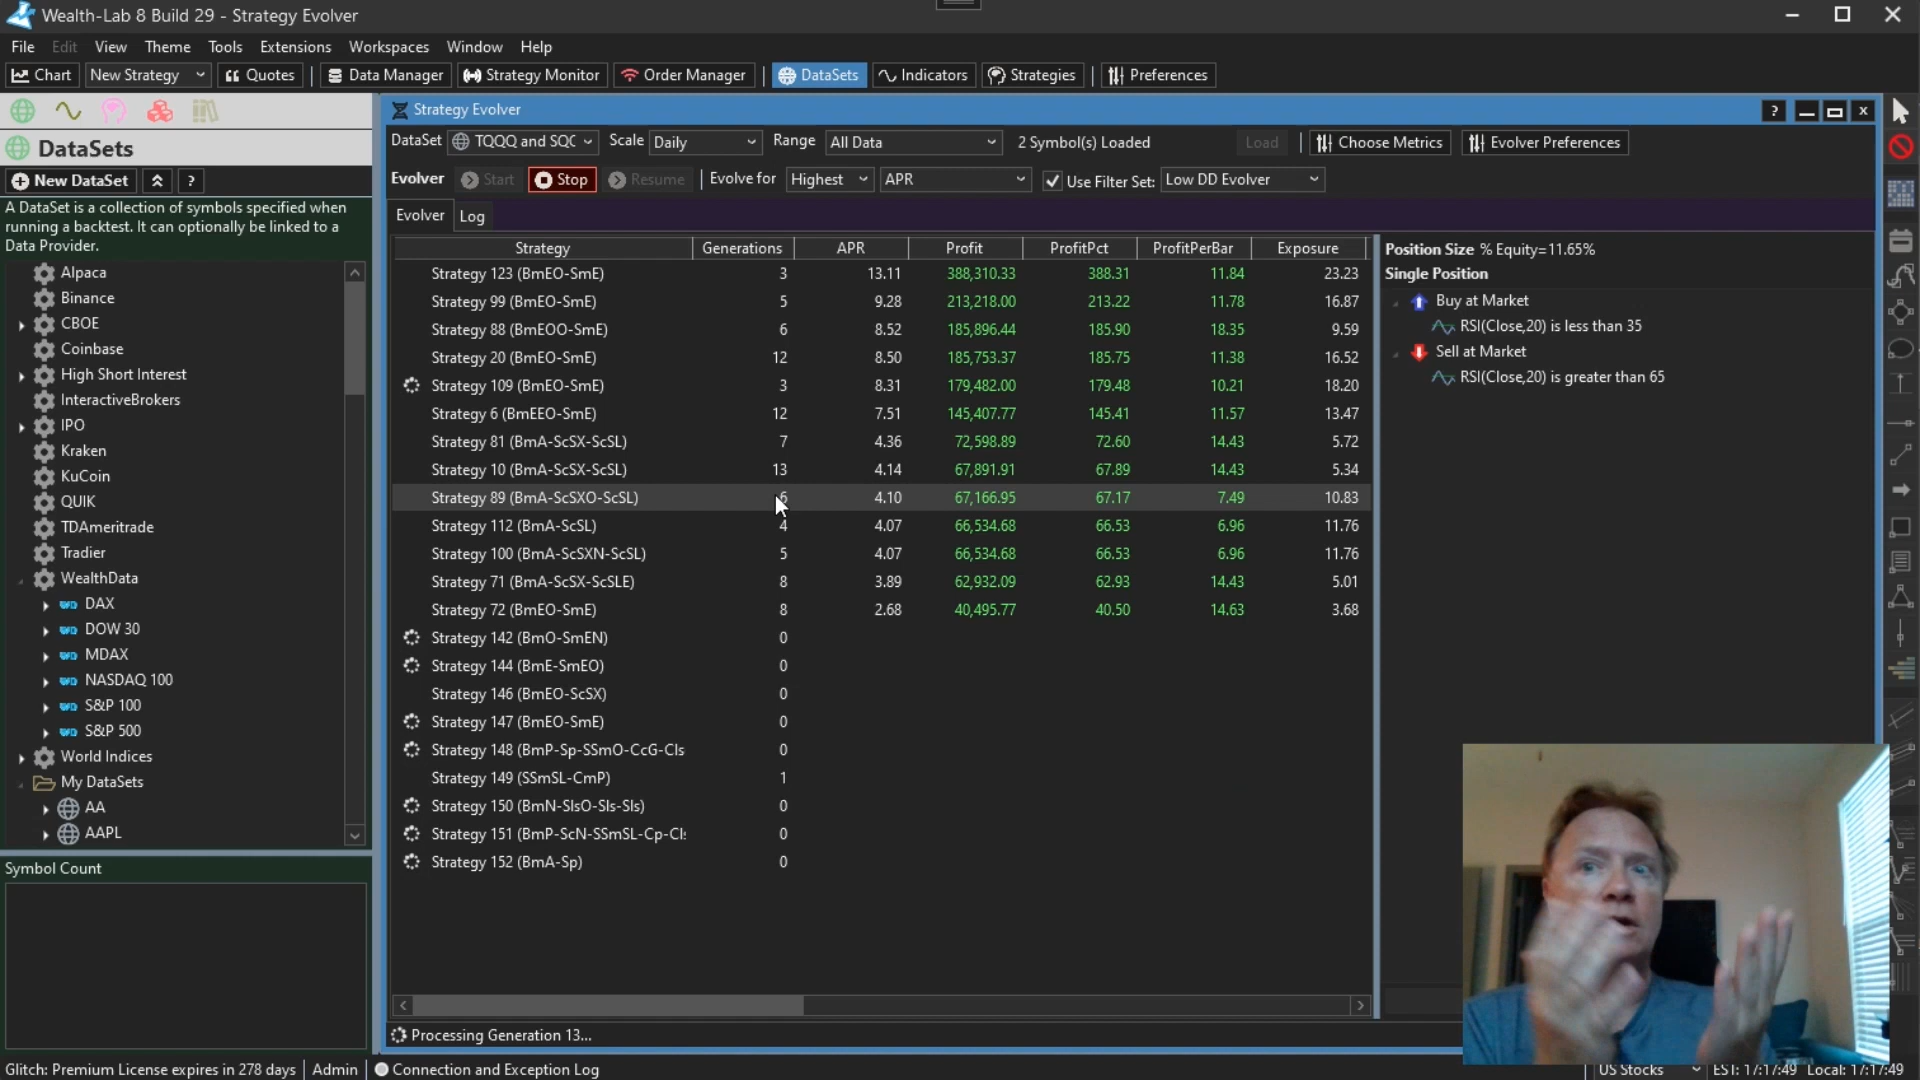 Wealth-Lab 8 Build 29 - Strategy Evolver
File Edit View Theme Tools Extensions Workspaces Window Help
Chart New Strategy Quotes Data Manager Strategy Monitor Order Manager DataSets Indicators Strategies Preferences
DataSets
New DataSet ?
A DataSet is a collection of symbols specified when
running a backtest. It can optionally be linked to a
Data Provider.
Alpaca
Binance
CBOE
Coinbase
High Short Interest
InteractiveBrokers
IPO
Kraken
KuCoin
QUIK
TDAmeritrade
Tradier
WealthData
DAX
DOW 30
MDAX
NASDAQ 100
S&P 100
S&P 500
World Indices
My DataSets
AA
AAPL
Symbol Count
Strategy Evolver ?
DataSet TQQQ and SQC Scale Daily Range All Data 2 Symbol(s) Loaded Load Choose Metrics Evolver Preferences
Evolver Start Stop Resume Evolve for Highest APR Use Filter Set: Low DD Evolver
Evolver Log
Strategy Generations APR Profit ProfitPct ProfitPerBar Exposure
Strategy 123 (BmEO-SmE) 3 13.11 388,310.33 388.31 11.84 23.23
Strategy 99 (BmEO-SmE) 5 9.28 213,218.00 213.22 11.78 16.87
Strategy 88 (BmEOO-SmE) 6 8.52 185,896.44 185.90 18.35 9.59
Strategy 20 (BmEO-SmE) 12 8.50 185,753.37 185.75 11.38 16.52
Strategy 109 (BmEO-SmE) 3 8.31 179,482.00 179.48 10.21 18.20
Strategy 6 (BmEEO-SmE) 12 7.51 145,407.77 145.41 11.57 13.47
Strategy 81 (BmA-ScSX-ScSL) 7 4.36 72,598.89 72.60 14.43 5.72
Strategy 10 (BmA-ScSX-ScSL) 13 4.14 67,891.91 67.89 14.43 5.34
Strategy 89 (BmA-ScSXO-ScSL) 6 4.10 67,166.95 67.17 7.49 10.83
Strategy 112 (BmA-ScSL) 4 4.07 66,534.68 66.53 6.96 11.76
Strategy 100 (BmA-ScSXN-ScSL) 5 4.07 66,534.68 66.53 6.96 11.76
Strategy 71 (BmA-ScSX-ScSLE) 8 3.89 62,932.09 62.93 14.43 5.01
Strategy 72 (BmEO-SmE) 8 2.68 40,495.77 40.50 14.63 3.68
Strategy 142 (BmO-SmEN) 0
Strategy 144 (BmE-SmEO) 0
Strategy 146 (BmEO-ScSX) 0
Strategy 147 (BmEO-SmE) 0
Strategy 148 (BmP-Sp-SSmO-CcG-Cls 0
Strategy 149 (SSmSL-CmP) 1
Strategy 150 (BmN-SlsO-Sls-Sls) 0
Strategy 151 (BmP-ScN-SSmSL-Cp-Cl: 0
Strategy 152 (BmA-Sp) 0
Processing Generation 13...
Position Size % Equity=11.65%
Single Position
Buy at Market
RSI(Close,20) is less than 35
Sell at Market
RSI(Close,20) is greater than 65
Glitch: Premium License expires in 278 days Admin Connection and Exception Log US Stocks EST: 17:17:49 Local: 17:17:49